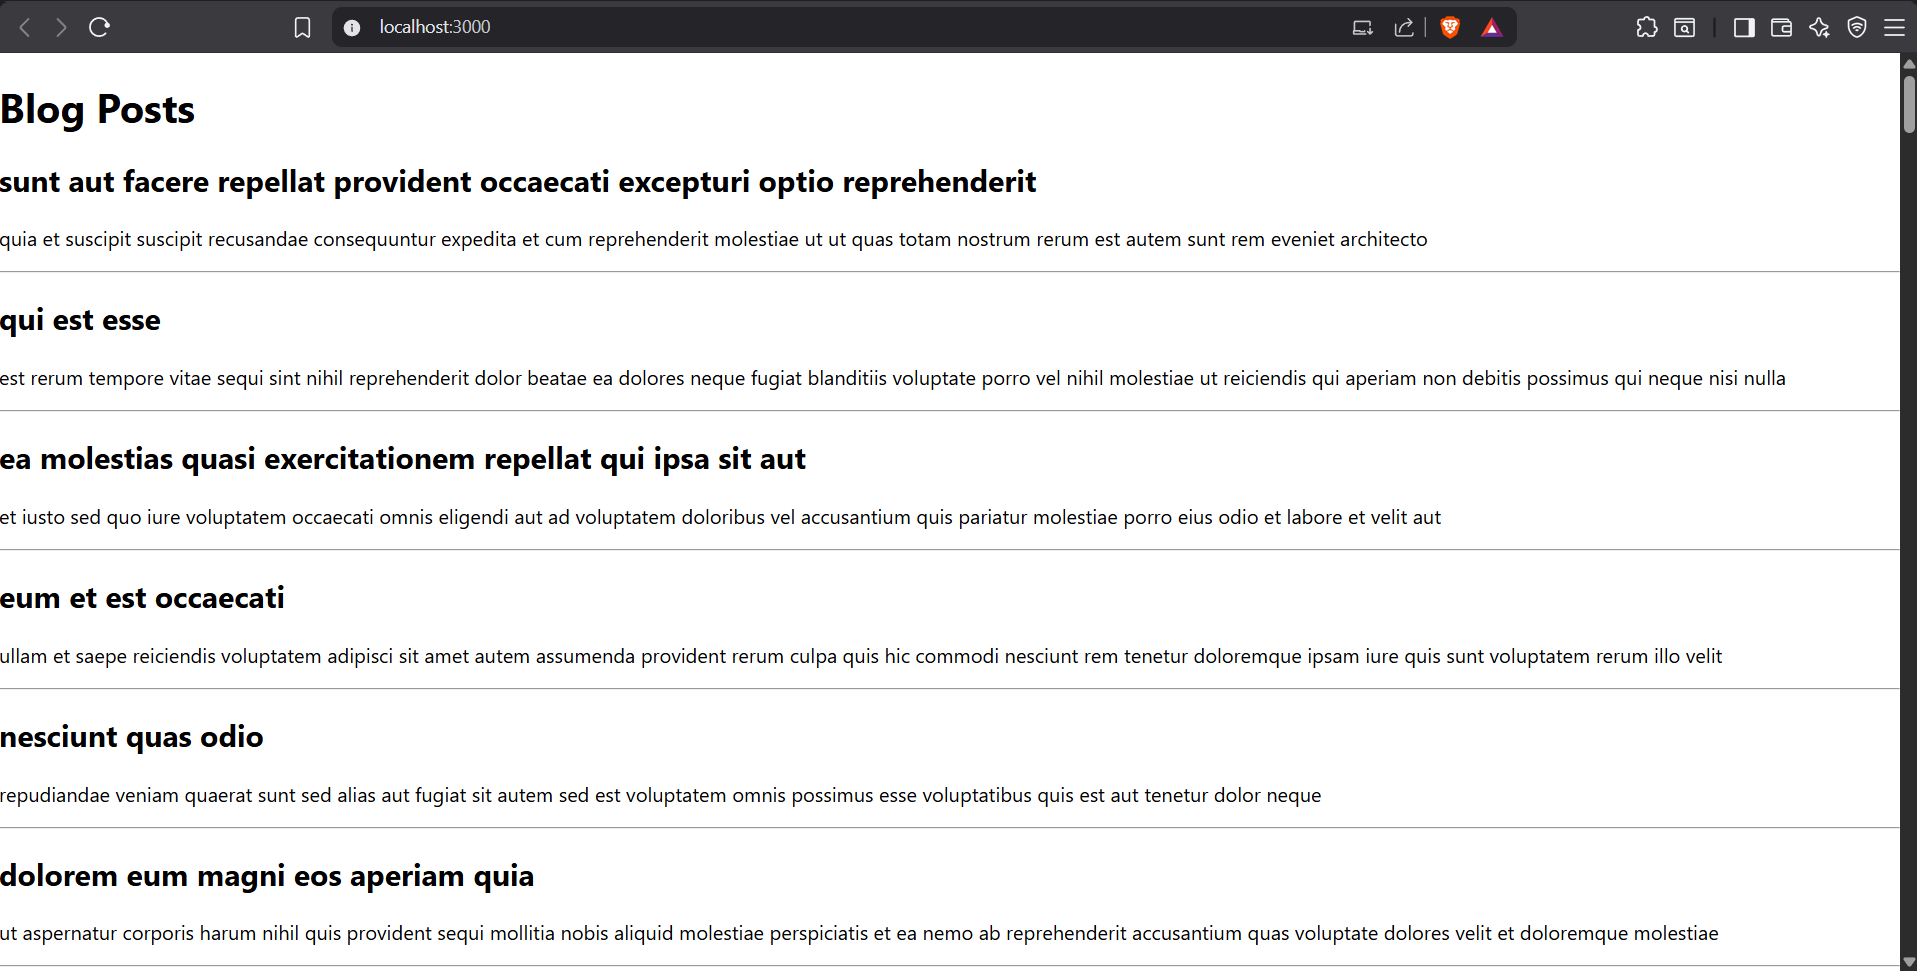 localhost:3000
Blog Posts
sunt aut facere repellat provident occaecati excepturi optio reprehenderit
quia et suscipit suscipit recusandae consequuntur expedita et cum reprehenderit molestiae ut ut quas totam nostrum rerum est autem sunt rem eveniet architecto
qui est esse
est rerum tempore vitae sequi sint nihil reprehenderit dolor beatae ea dolores neque fugiat blanditiis voluptate porro vel nihil molestiae ut reiciendis qui aperiam non debitis possimus qui neque nisi nulla
ea molestias quasi exercitationem repellat qui ipsa sit aut
et iusto sed quo iure voluptatem occaecati omnis eligendi aut ad voluptatem doloribus vel accusantium quis pariatur molestiae porro eius odio et labore et velit aut
eum et est occaecati
ullam et saepe reiciendis voluptatem adipisci sit amet autem assumenda provident rerum culpa quis hic commodi nesciunt rem tenetur doloremque ipsam iure quis sunt voluptatem rerum illo velit
nesciunt quas odio
repudiandae veniam quaerat sunt sed alias aut fugiat sit autem sed est voluptatem omnis possimus esse voluptatibus quis est aut tenetur dolor neque
dolorem eum magni eos aperiam quia
ut aspernatur corporis harum nihil quis provident sequi mollitia nobis aliquid molestiae perspiciatis et ea nemo ab reprehenderit accusantium quas voluptate dolores velit et doloremque molestiae